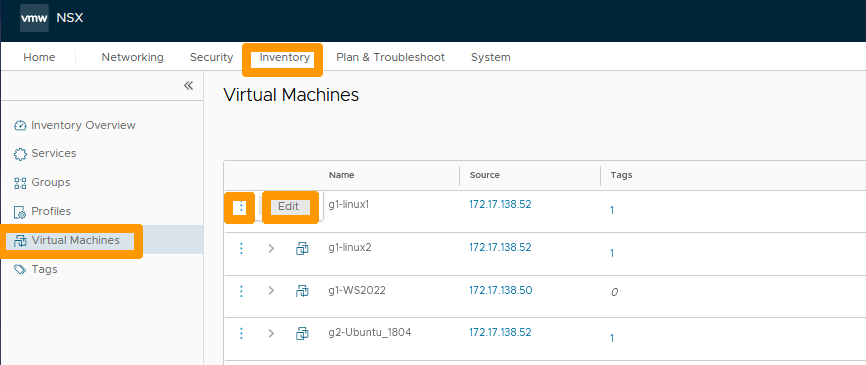 vmw NSX
Home Networking Security Inventory Plan & Troubleshoot System
Virtual Machines
Inventory Overview
Services
Groups
Profiles
Virtual Machines
Tags
Name Source Tags
Edit g1-linux1 172.17.138.52 1
g1-linux2 172.17.138.52 1
g1-WS2022 172.17.138.50 0
g2-Ubuntu_1804 172.17.138.52 1